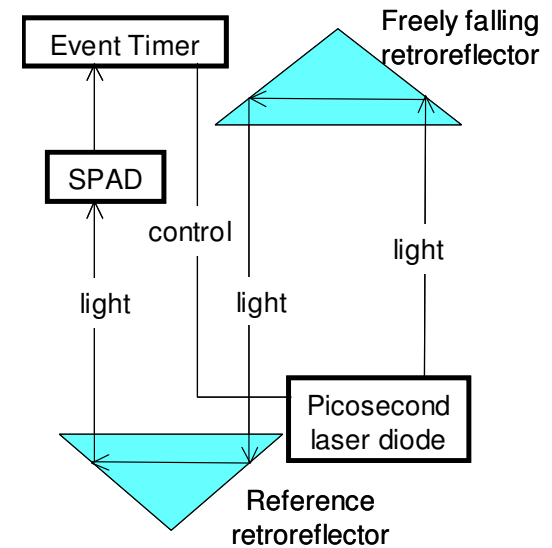 Freely falling
retroreflector
Event Timer
SPAD
control
light
light
light
Picosecond
laser diode
Reference
retroreflector